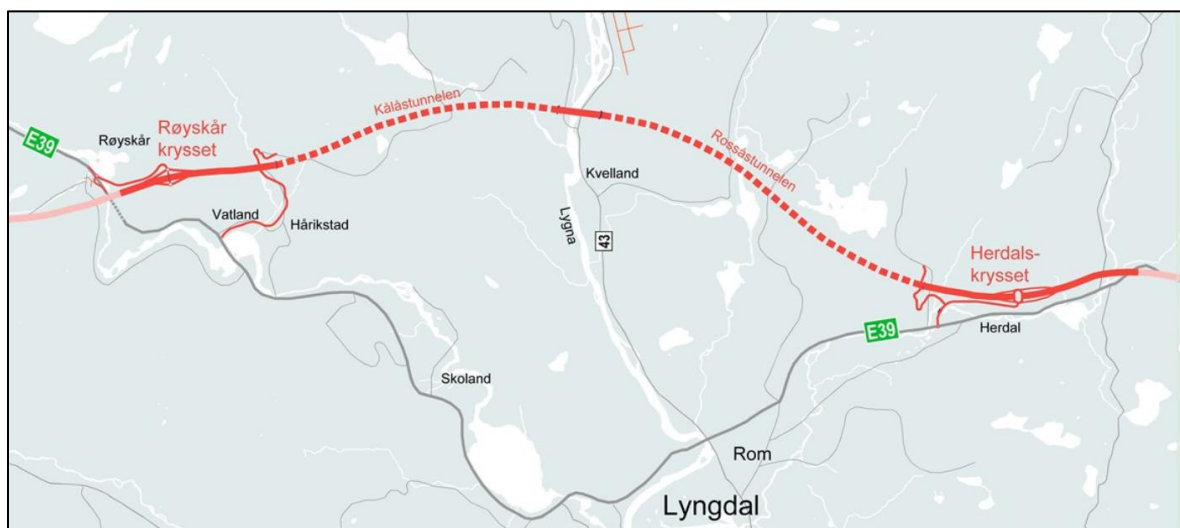 Kålåstunnelen
E39
Røyskår
Røyskår
krysset
Rossåstunnelen
Kvelland
Vatland
Hårikstad
Lygna
43
Herdals-
krysset
E39
Herdal
Skoland
Rom
Lyngdal